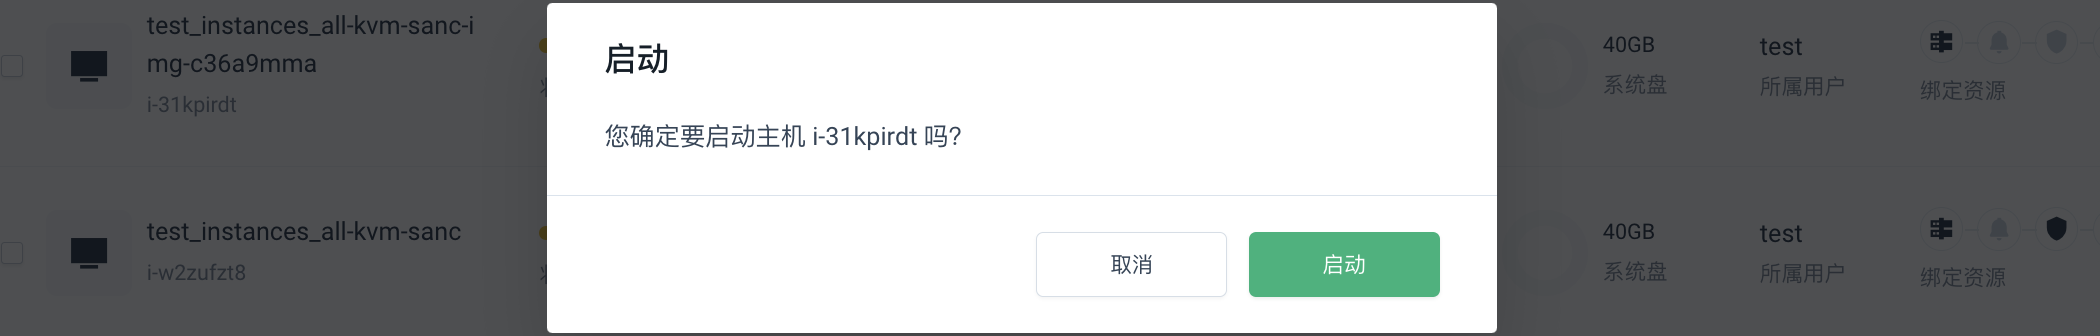 test_instances_all-kvm-sanc-i
mg-c36a9mma
i-31kpirdt
40GB
系统盘
test
所属用户
绑定资源
启动
您确定要启动主机 i-31kpirdt 吗?
取消
启动
test_instances_all-kvm-sanc
i-w2zufzt8
40GB
系统盘
test
所属用户
绑定资源